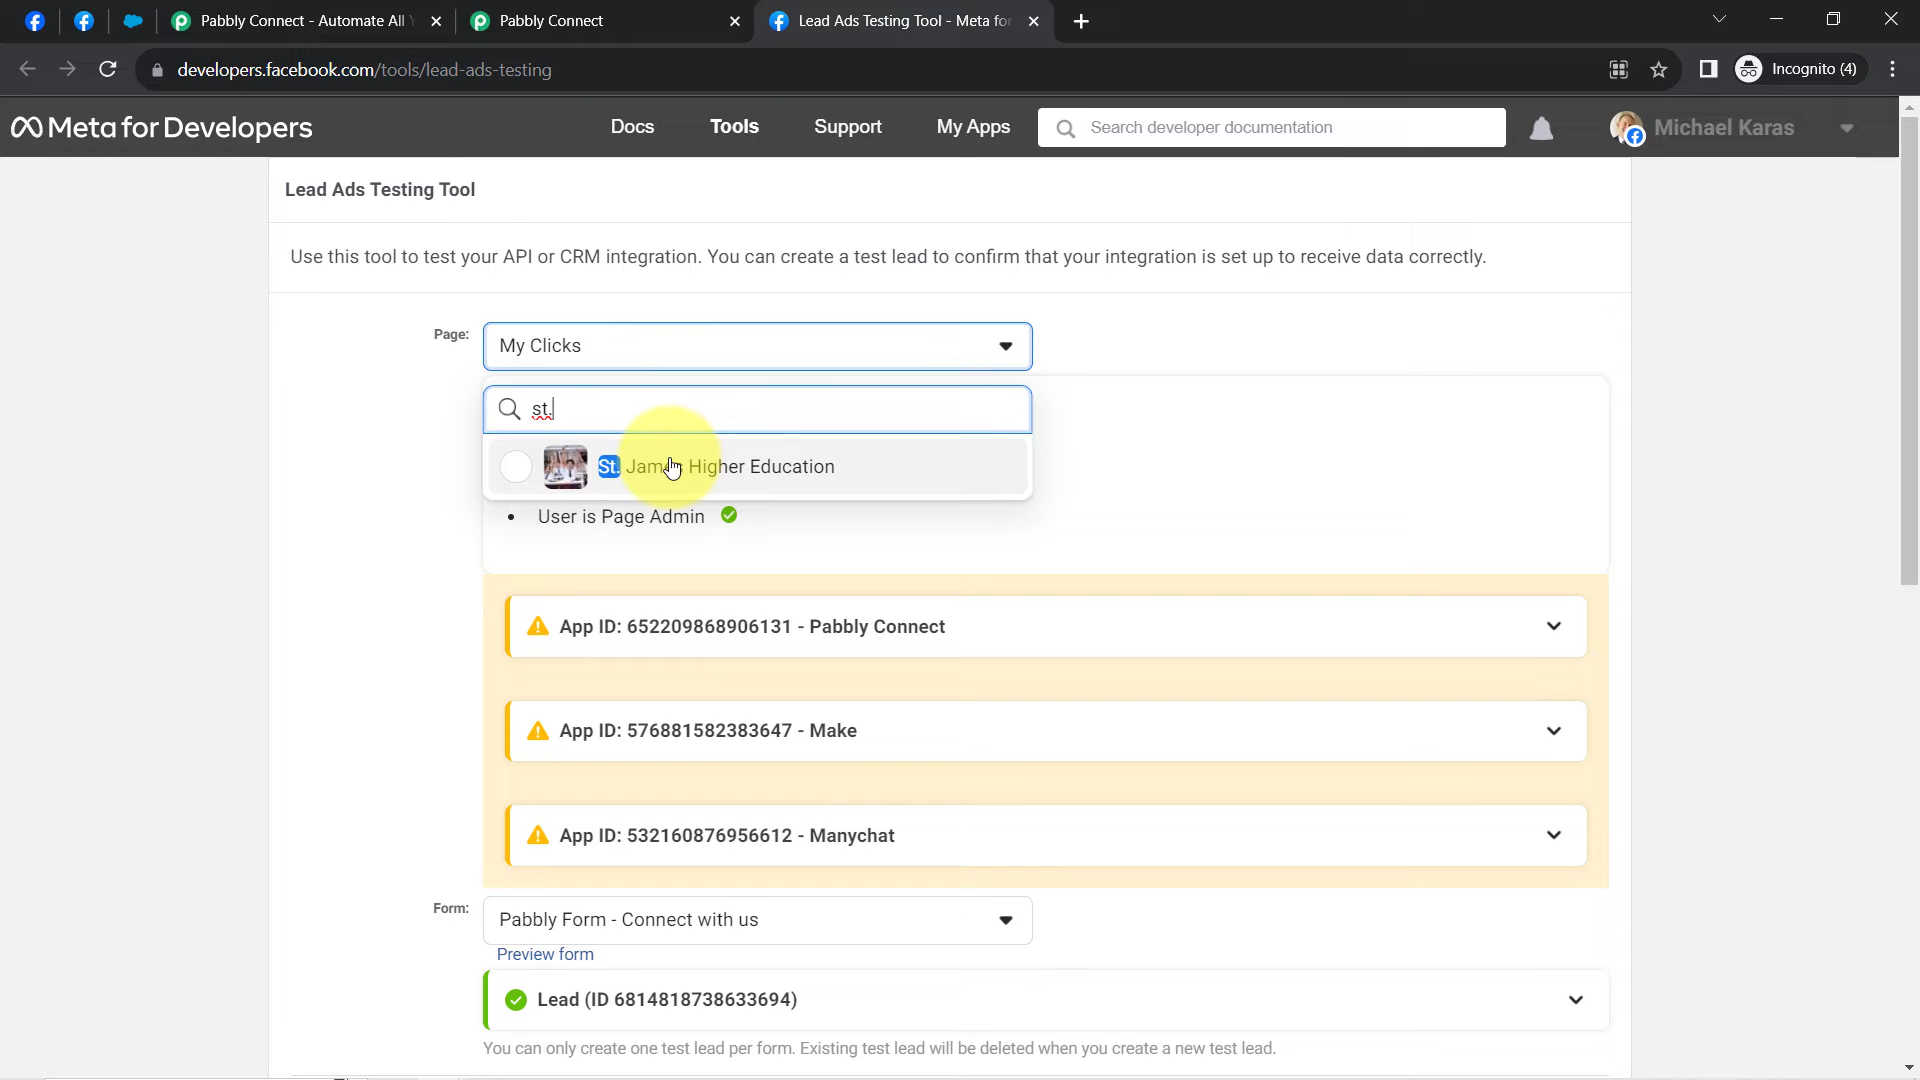 Pabbly Connect - Automate All
Pabbly Connect
Lead Ads Testing Tool - Meta fo
developers.facebook.com/tools/lead-ads-testing
Incognito (4)
Meta for Developers
Docs
Tools
Support
My Apps
Search developer documentation
Michael Karas
Lead Ads Testing Tool
Use this tool to test your API or CRM integration. You can create a test lead to confirm that your integration is set up to receive data correctly.
Page:
My Clicks
st.
St. James Higher Education
User is Page Admin
App ID: 652209868906131 - Pabbly Connect
App ID: 576881582383647 - Make
App ID: 532160876956612 - Manychat
Form:
Pabbly Form - Connect with us
Preview form
Lead (ID 6814818738633694)
You can only create one test lead per form. Existing test lead will be deleted when you create a new test lead.